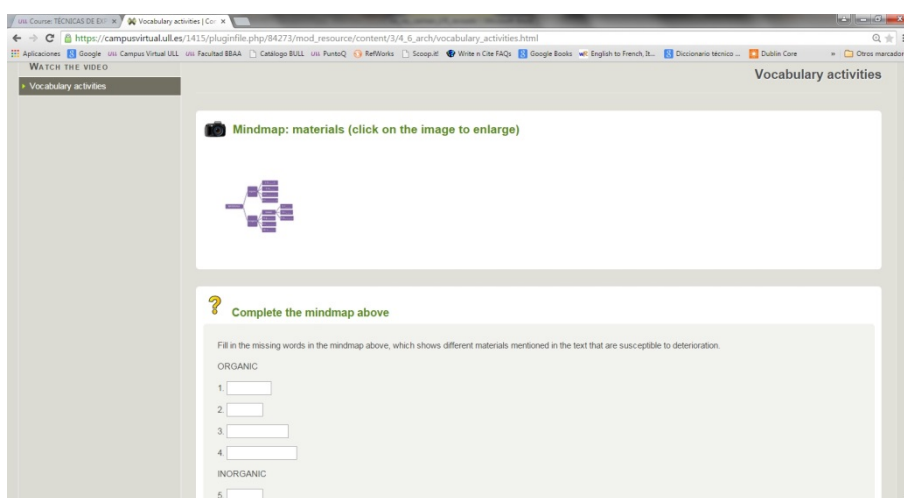 Course: TÉCNICAS DE EXP
Vocabulary activities | Cor
https://campusvirtual.ull.es/1415/pluginfile.php/84273/mod_resource/content/3/4_6_arch/vocabulary_activities.html
Aplicaciones Google Campus Virtual ULL Facultad BBAA Catálogo BULL PuntoQ RefWorks Scoop.it! Write n Cite FAQs Google Books English to French, It... Diccionario técnico ... Dublin Core » Otros marcador
WATCH THE VIDEO
Vocabulary activities
Vocabulary activities
Mindmap: materials (click on the image to enlarge)
Complete the mindmap above
Fill in the missing words in the mindmap above, which shows different materials mentioned in the text that are susceptible to deterioration.
ORGANIC
1.
2.
3.
4.
INORGANIC
5.